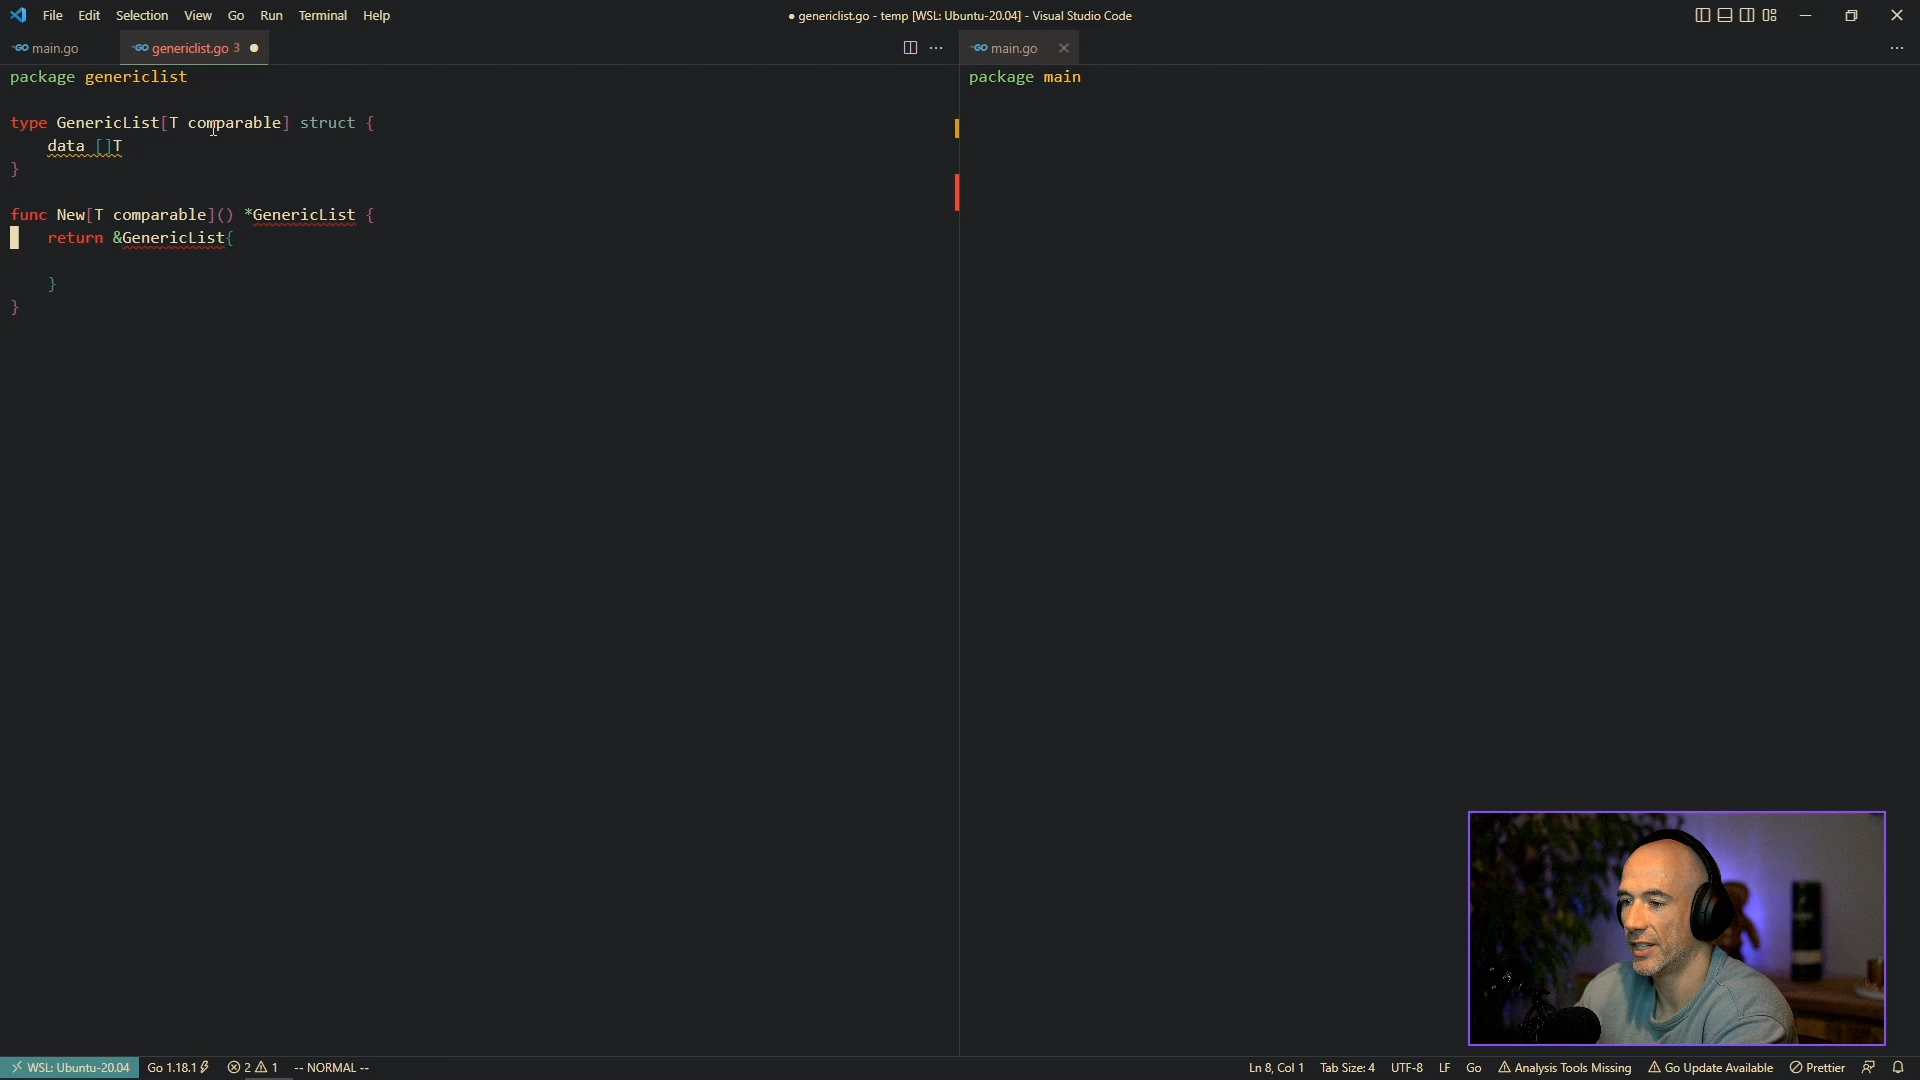 File Edit Selection View Go Run Terminal Help
● genericlist.go - temp [WSL: Ubuntu-20.04] - Visual Studio Code
main.go
genericlist.go 3 ●
main.go
package genericlist
type GenericList[T comparable] struct {
data []T
}
func New[T comparable]() *GenericList {
return &GenericList{
}
}
package main
WSL: Ubuntu-20.04 Go 1.18.1 2 1 -- NORMAL --
Ln 8, Col 1 Tab Size: 4 UTF-8 LF Go Analysis Tools Missing Go Update Available Prettier